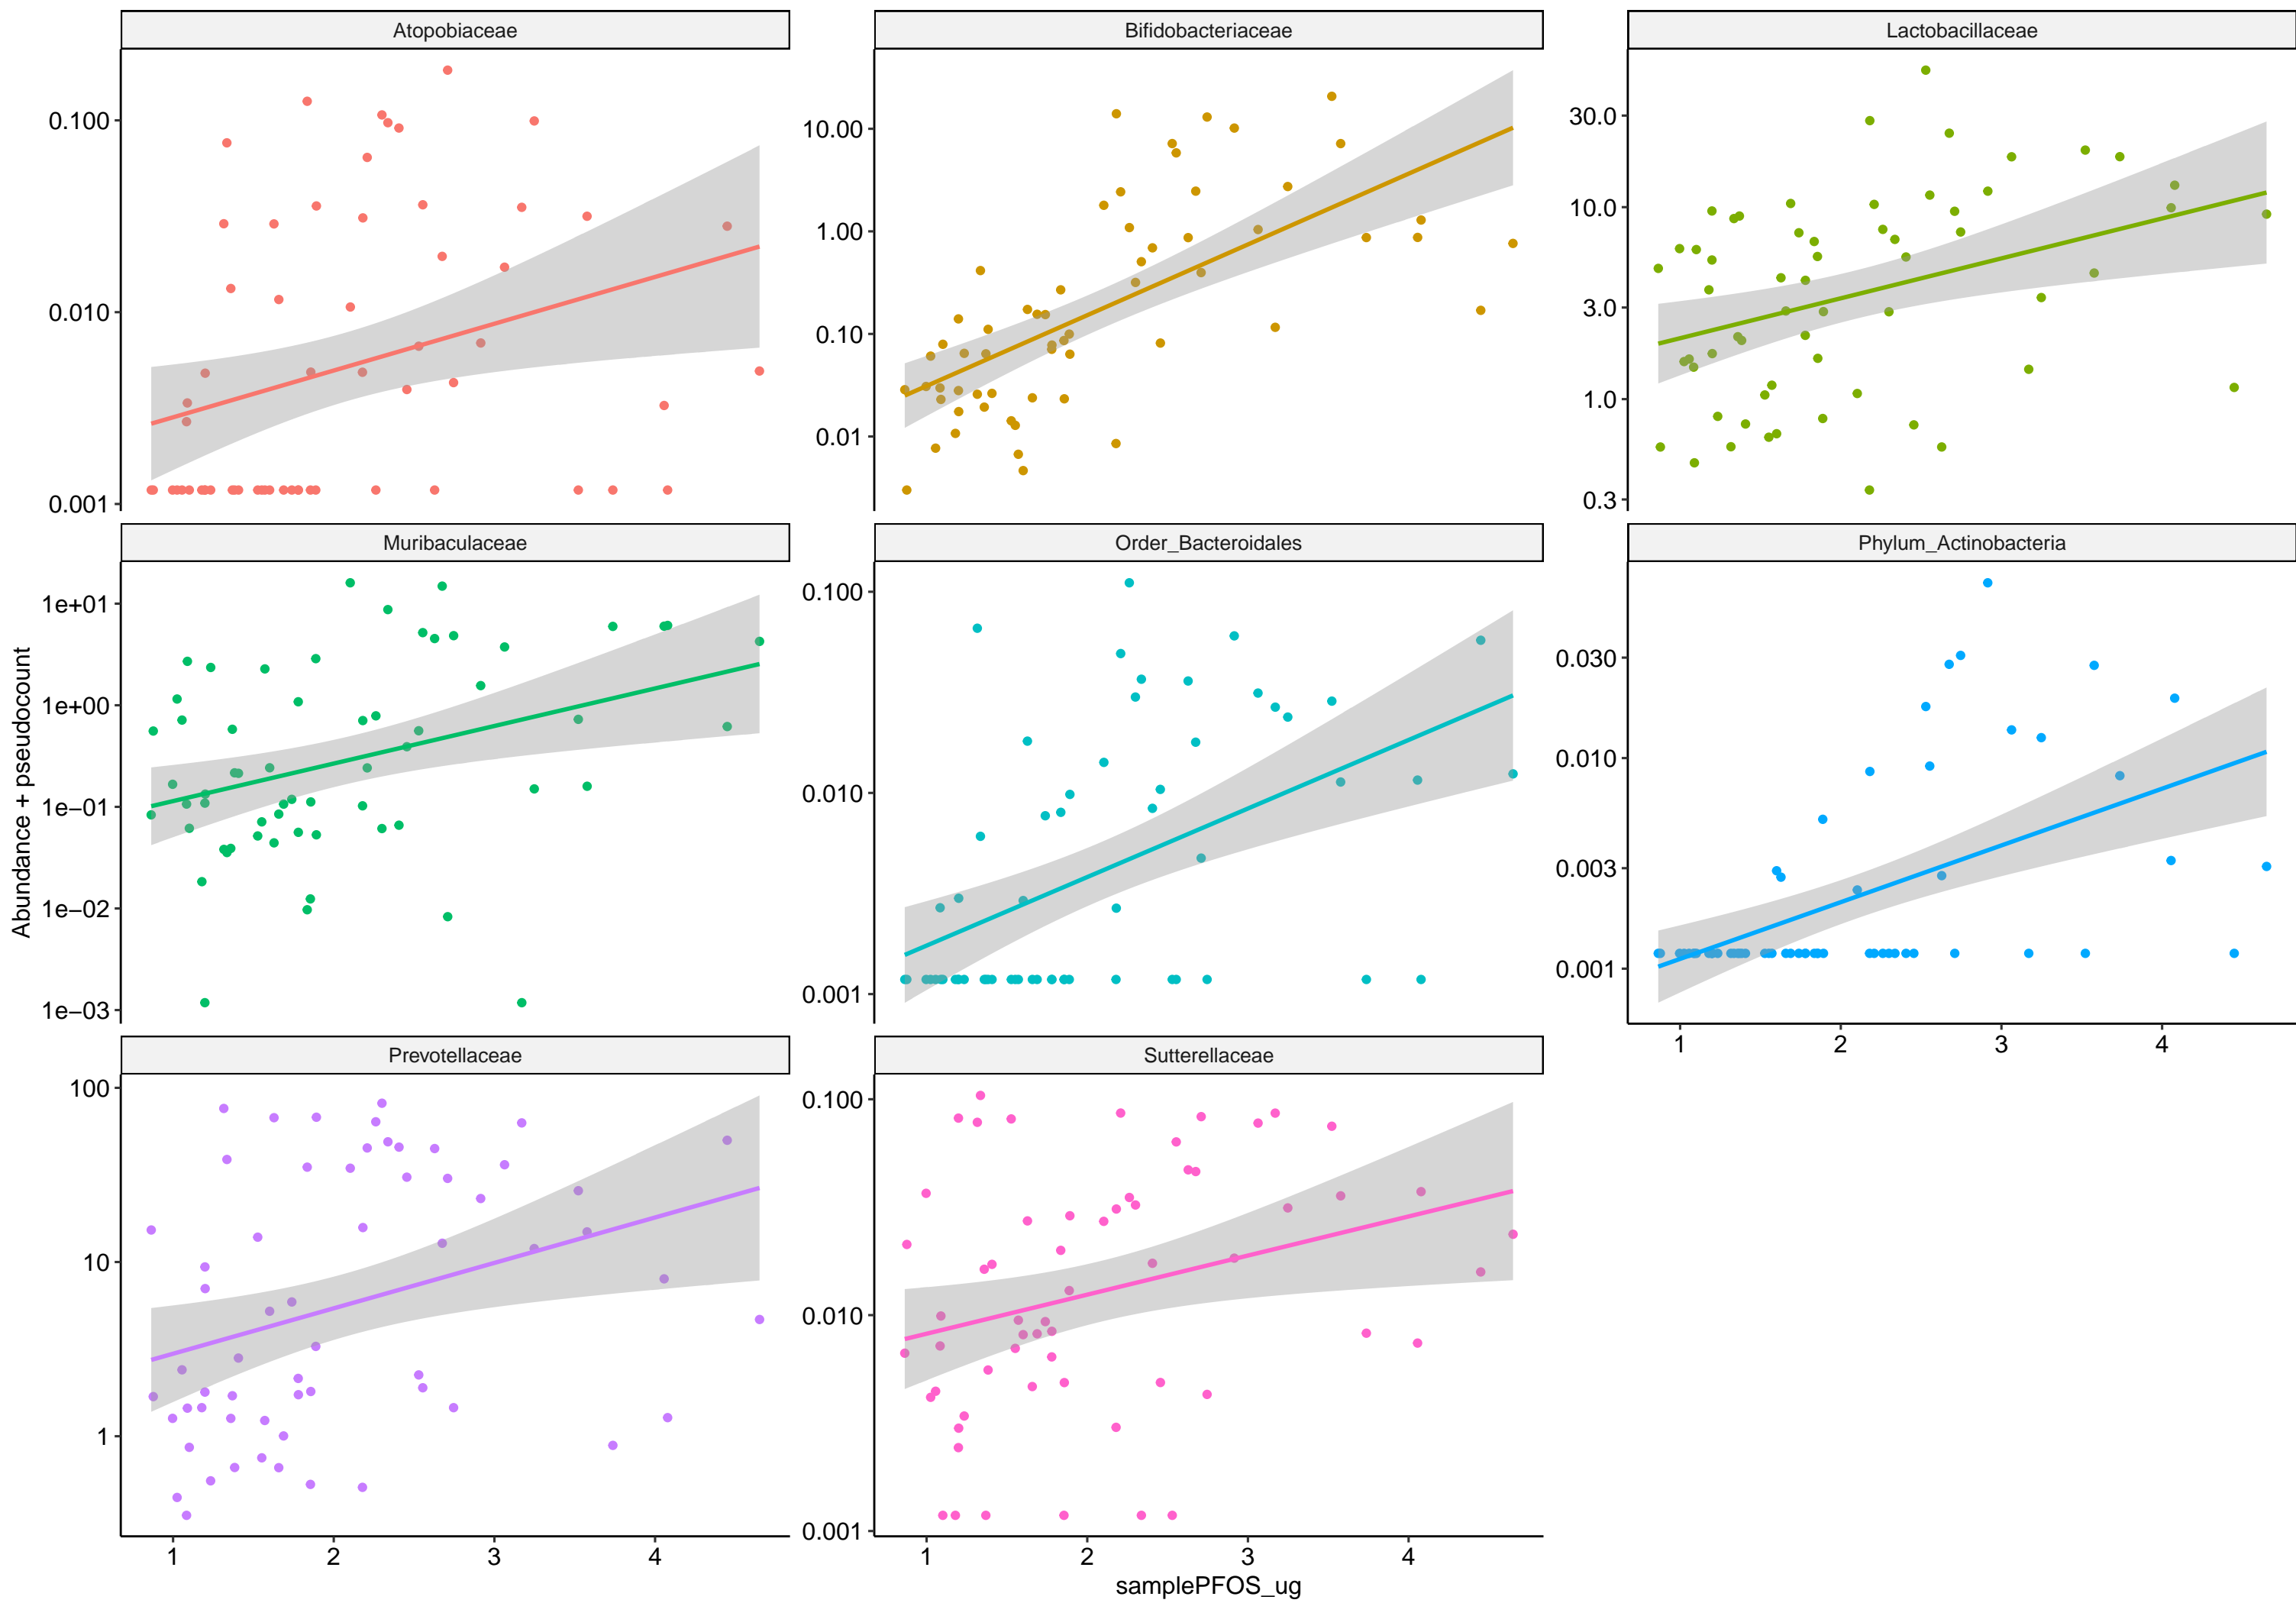 Atopobiaceae
Bifidobacteriaceae
Lactobacillaceae
0.100
0.010
0.001
10.00
1.00
0.10
0.01
30.0
10.0
3.0
1.0
0.3
Muribaculaceae
Order_Bacteroidales
Phylum_Actinobacteria
1e+01
1e+00
1e−01
1e−02
1e−03
0.100
0.010
0.001
0.030
0.010
0.003
0.001
1 2 3 4
Prevotellaceae
Sutterellaceae
100
10
1
0.100
0.010
0.001
1 2 3 4
1 2 3 4
samplePFOS_ug
Abundance + pseudocount